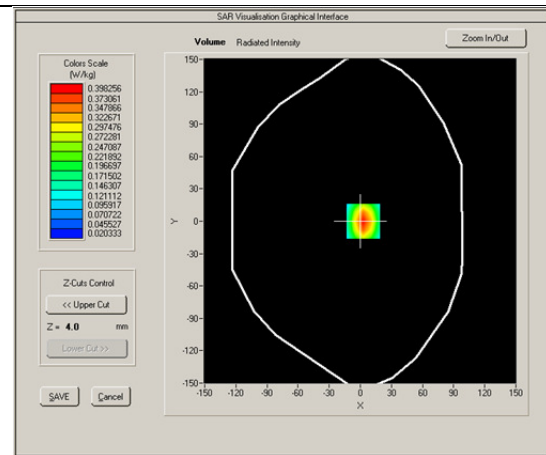 SAR Visualisation Graphical Interface
Volume Radiated Intensity
Zoom In/Out
Colors Scale
(W/kg)
0.398256
0.373061
0.347866
0.322671
0.297476
0.272281
0.247087
0.221892
0.196697
0.171502
0.146307
0.121112
0.095917
0.070722
0.045527
0.020333
Z-Cuts Control
<< Upper Cut
Z = 4.0 mm
Lower Cut >>
SAVE
Cancel
150
120
90
60
30
0
-30
-60
-90
-120
-150
Y
-150 -120 -90 -60 -30 0 30 60 90 120 150
X